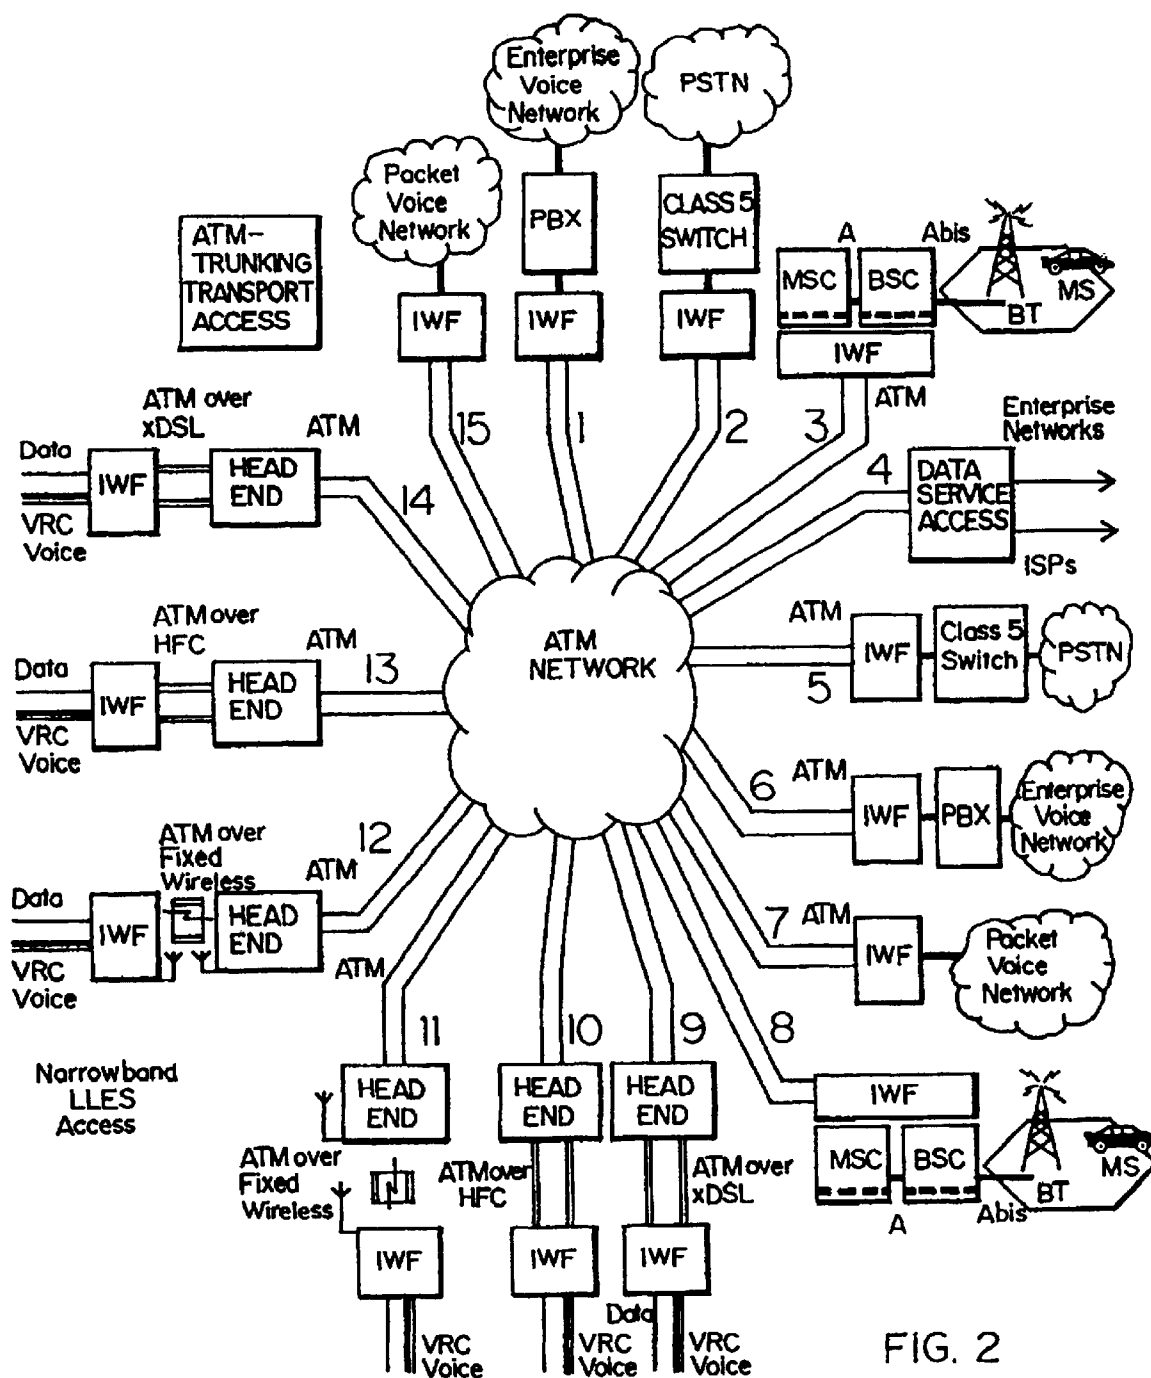 Enterprise
Voice
Network
PSTN
Packet
Voice
Network
PBX
CLASS 5
SWITCH
ATM-
TRUNKING
TRANSPORT
ACCESS
IWF
IWF
IWF
A
Abis
MSC
BSC
BT
MS
IWF
ATM
15
1
2
3
4
Enterprise
Networks
DATA
SERVICE
ACCESS
ISPs
ATM over
xDSL
ATM
Data
IWF
HEAD
END
VRC
Voice
14
ATM
NETWORK
ATM over
HFC
ATM
13
Data
IWF
HEAD
END
VRC
Voice
ATM
IWF
Class 5
Switch
PSTN
5
6
ATM
IWF
PBX
Enterprise
Voice
Network
12
ATM over
Fixed
Wireless
ATM
Data
IWF
HEAD
END
VRC
Voice
7
ATM
IWF
Packet
Voice
Network
ATM
11
10
9
8
Narrowband
LLES
Access
HEAD
END
HEAD
END
HEAD
END
IWF
MSC
BSC
BT
MS
A
Abis
ATM over
Fixed
Wireless
ATM over
HFC
ATM over
xDSL
IWF
IWF
IWF
Data
VRC
Voice
VRC
Voice
VRC
Voice
FIG. 2